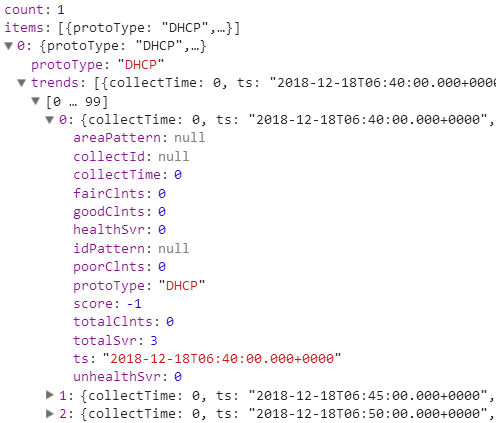 count: 1
items: [{protoType: "DHCP",…}]
0: {protoType: "DHCP",…}
protoType: "DHCP"
trends: [{collectTime: 0, ts: "2018-12-18T06:40:00.000+0000
[0 … 99]
0: {collectTime: 0, ts: "2018-12-18T06:40:00.000+0000",
areaPattern: null
collectId: null
collectTime: 0
fairClnts: 0
goodClnts: 0
healthSvr: 0
idPattern: null
poorClnts: 0
protoType: "DHCP"
score: -1
totalClnts: 0
totalSvr: 3
ts: "2018-12-18T06:40:00.000+0000"
unhealthSvr: 0
1: {collectTime: 0, ts: "2018-12-18T06:45:00.000+0000",
2: {collectTime: 0, ts: "2018-12-18T06:50:00.000+0000",